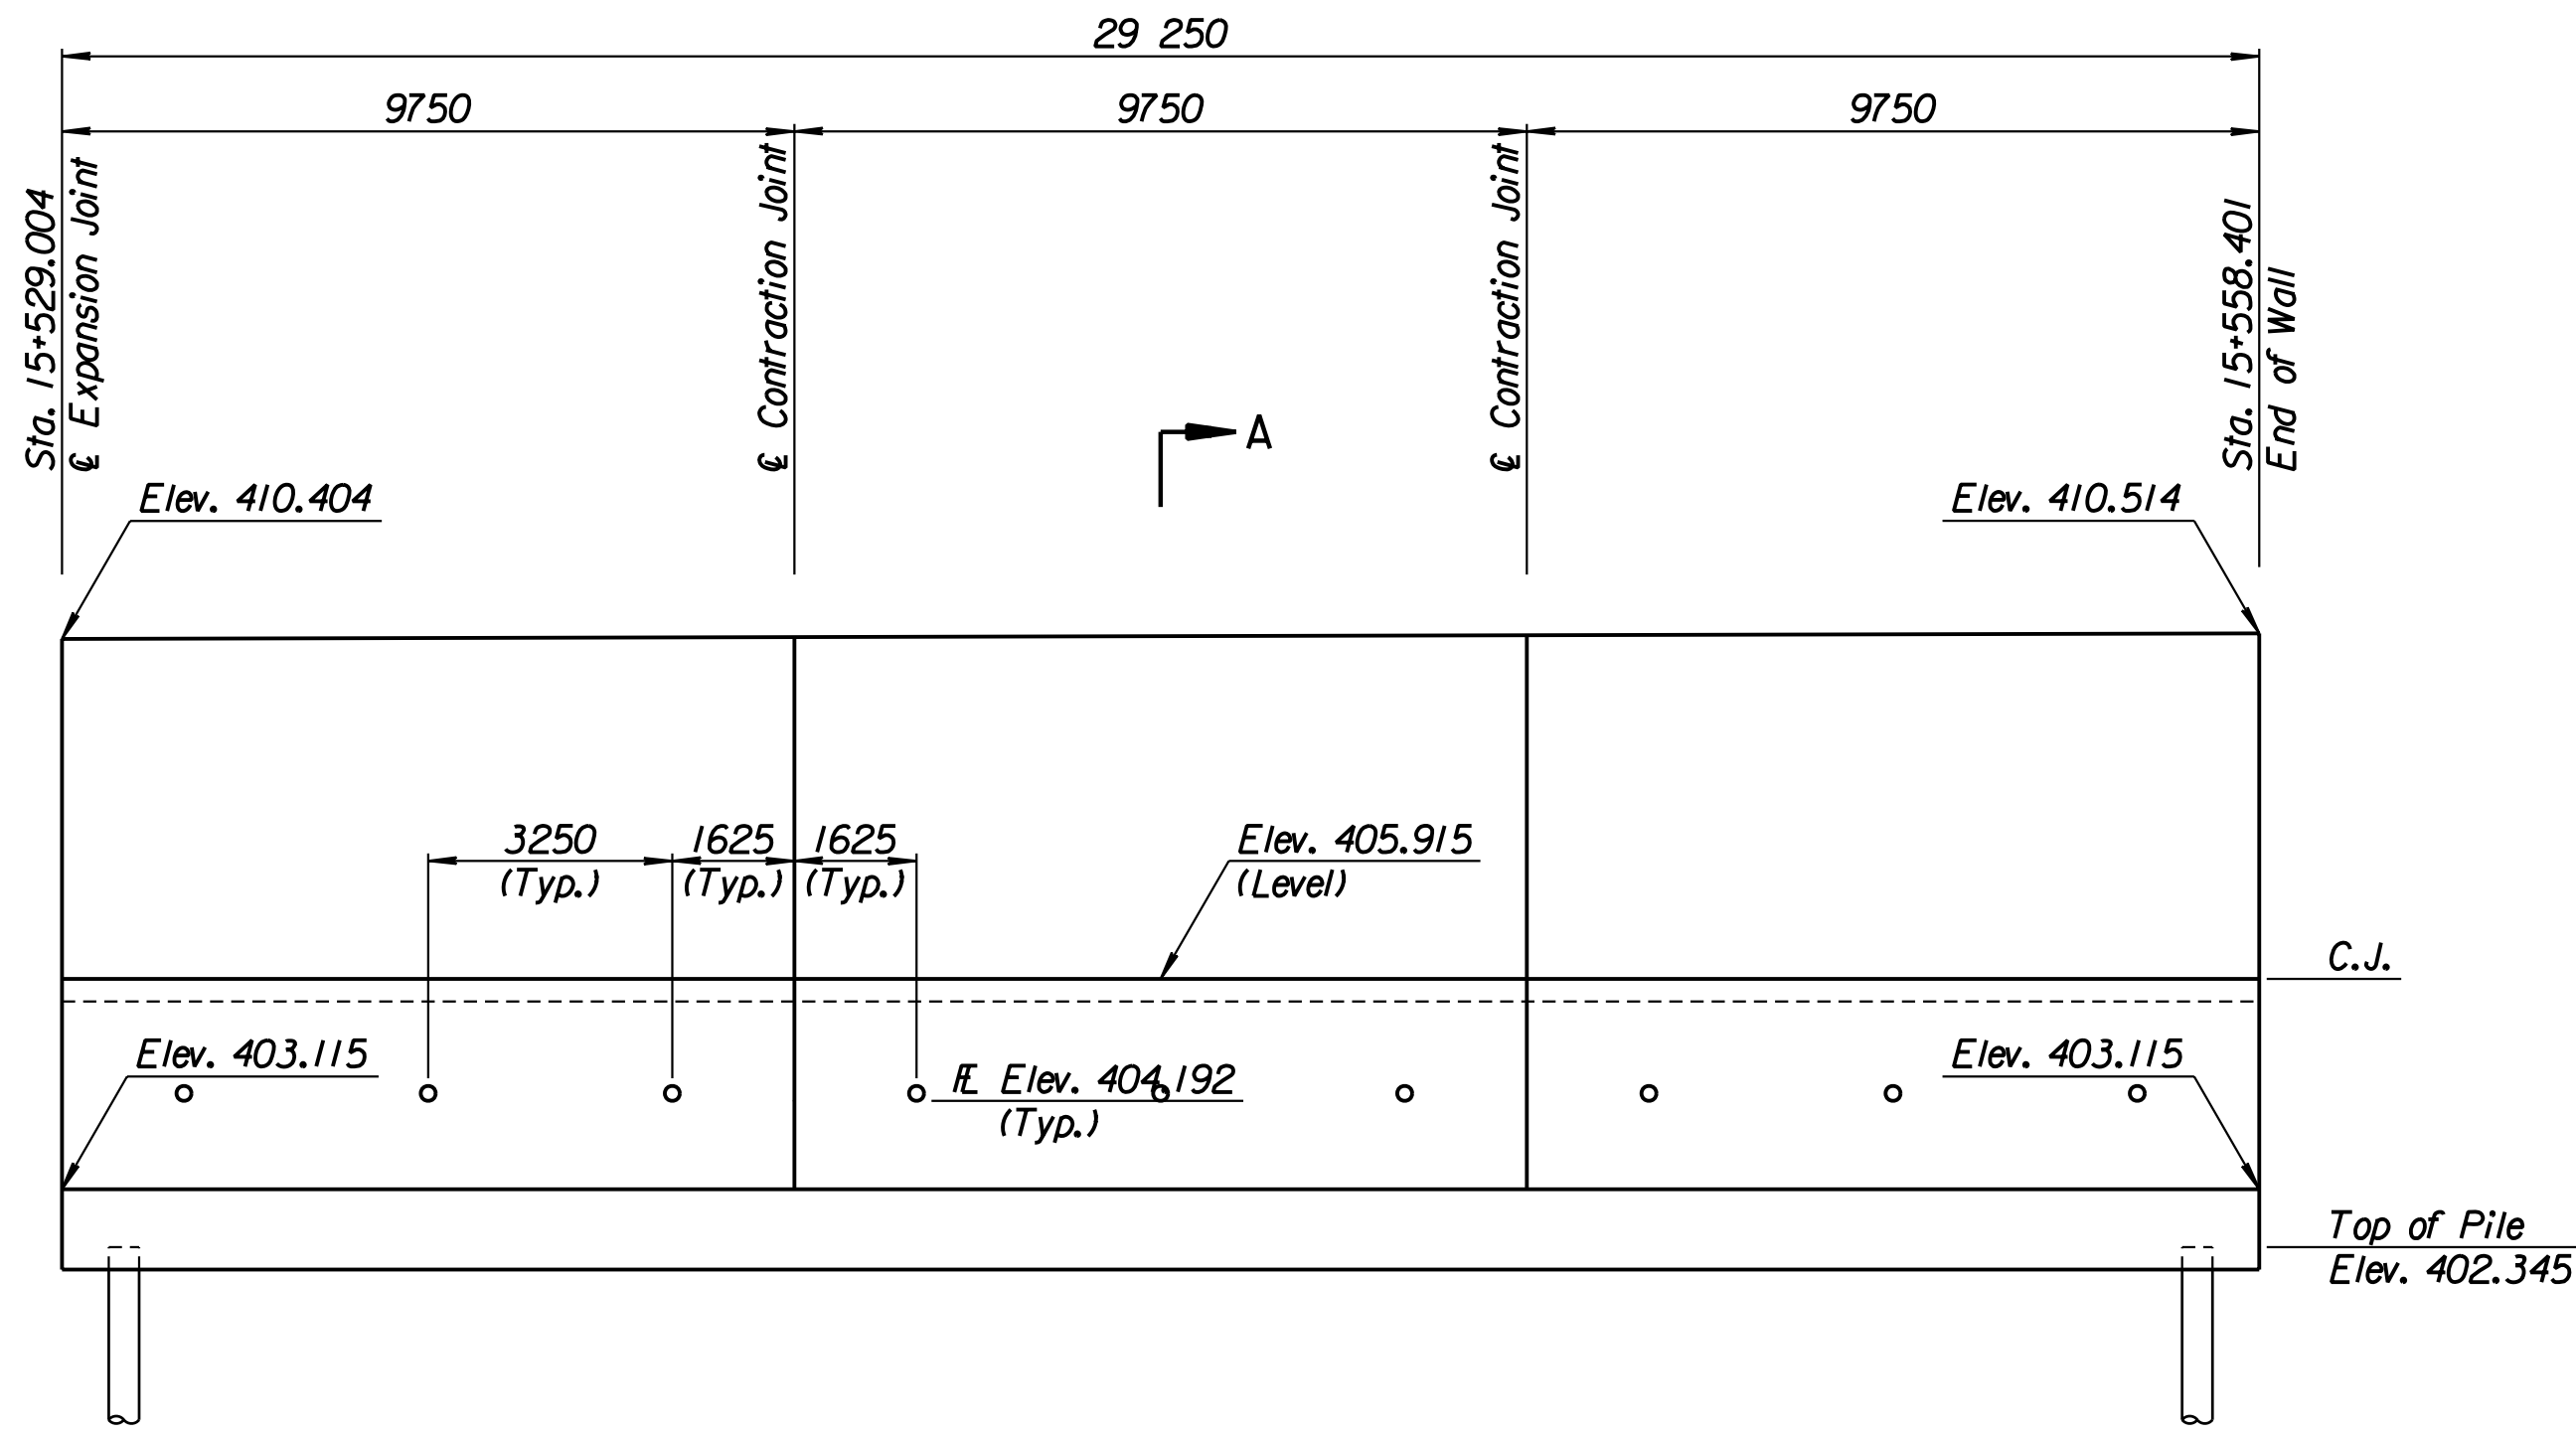 29 250
9750
9750
9750
Sta. 15+529.004
℄ Expansion Joint
℄ Contraction Joint
℄ Contraction Joint
Sta. 15+558.401
End of Wall
A
Elev. 410.404
Elev. 410.514
3250
(Typ.)
1625
(Typ.)
1625
(Typ.)
Elev. 405.915
(Level)
C.J.
Elev. 403.115
Elev. 404.192
(Typ.)
Elev. 403.115
Top of Pile
Elev. 402.345